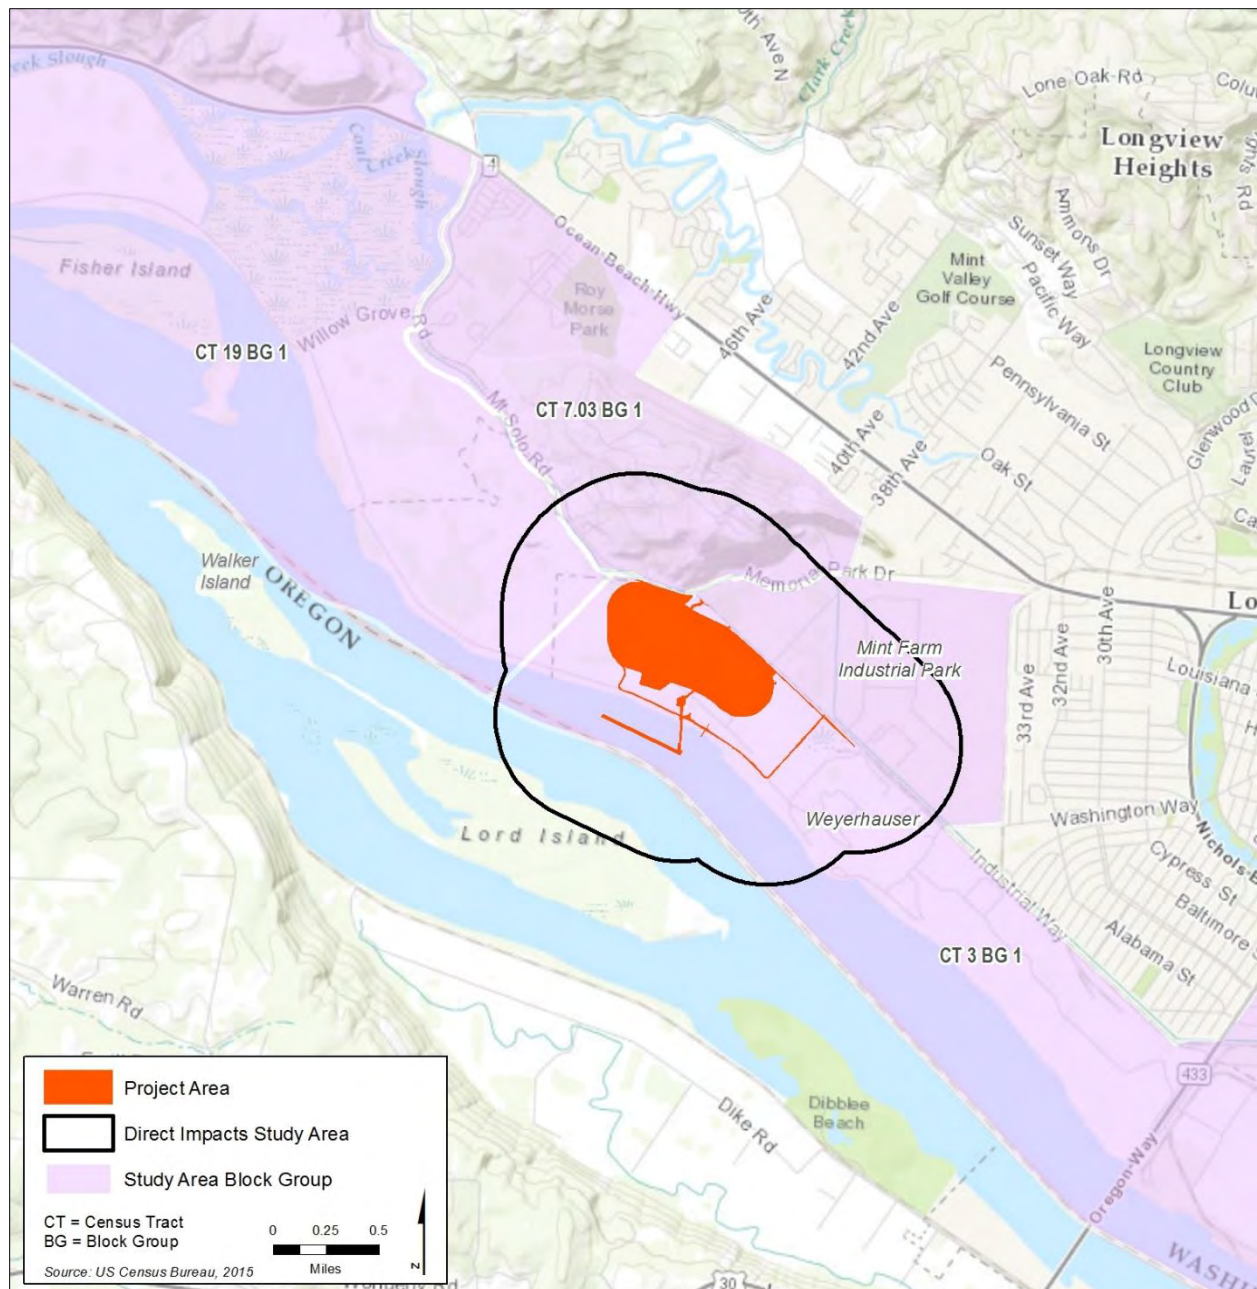 Clark Creek
Lone Oak Rd
Longview
Heights
Coal
Creek
Slough
4
Ocean Beach Hwy
Ammons Dr
Sunset Way
Pacific Way
Fisher Island
Mint
Valley
Golf Course
Roy
Morse
Park
Willow Grove Rd
46th Ave
42nd Ave
Longview
Country
Club
CT 19 BG 1
Pennsylvania St
CT 7.03 BG 1
Mt Solo Rd
40th Ave
38th Ave
Oak St
Walker
Island
OREGON
Park Dr
30th Ave
32nd Ave
33rd Ave
Mint Farm
Industrial Park
Lord Island
Weyerhauser
Washington Way
Industrial Way
Cypress St
Alabama St
CT 3 BG 1
Warren Rd
433
Dibblee
Beach
Dike Rd
Oregon Way
30
Project Area
Direct Impacts Study Area
Study Area Block Group
CT = Census Tract
BG = Block Group
0 0.25 0.5
Miles
N
Source: US Census Bureau, 2015